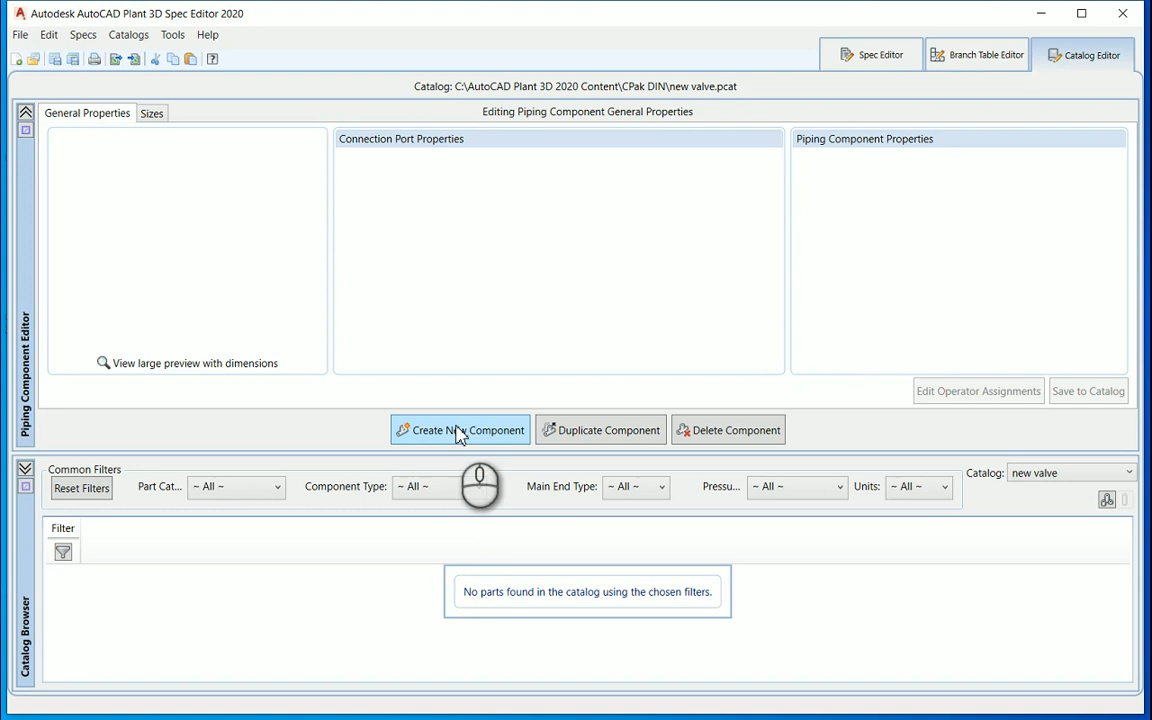 Autodesk AutoCAD Plant 3D Spec Editor 2020
File Edit Specs Catalogs Tools Help
Spec Editor Branch Table Editor Catalog Editor
Catalog: C:\AutoCAD Plant 3D 2020 Content\CPak DIN\new valve.pcat
General Properties Sizes Editing Piping Component General Properties
Connection Port Properties Piping Component Properties
Piping Component Editor
View large preview with dimensions
Edit Operator Assignments Save to Catalog
Create New Component Duplicate Component Delete Component
Common Filters
Reset Filters Part Cat... ~ All ~ Component Type: ~ All ~ Main End Type: ~ All ~ Pressu... ~ All ~ Units: ~ All ~ Catalog: new valve
Filter
No parts found in the catalog using the chosen filters.
Catalog Browser